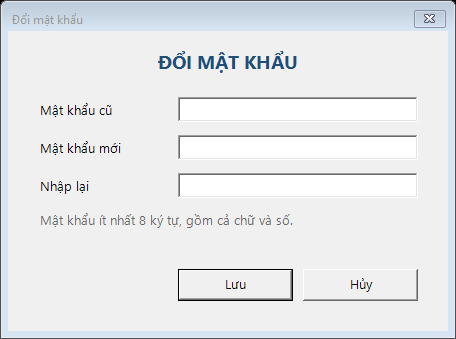 Đổi mật khẩu
ĐỔI MẬT KHẨU
Mật khẩu cũ
Mật khẩu mới
Nhập lại
Mật khẩu ít nhất 8 ký tự, gồm cả chữ và số.
Lưu
Hủy